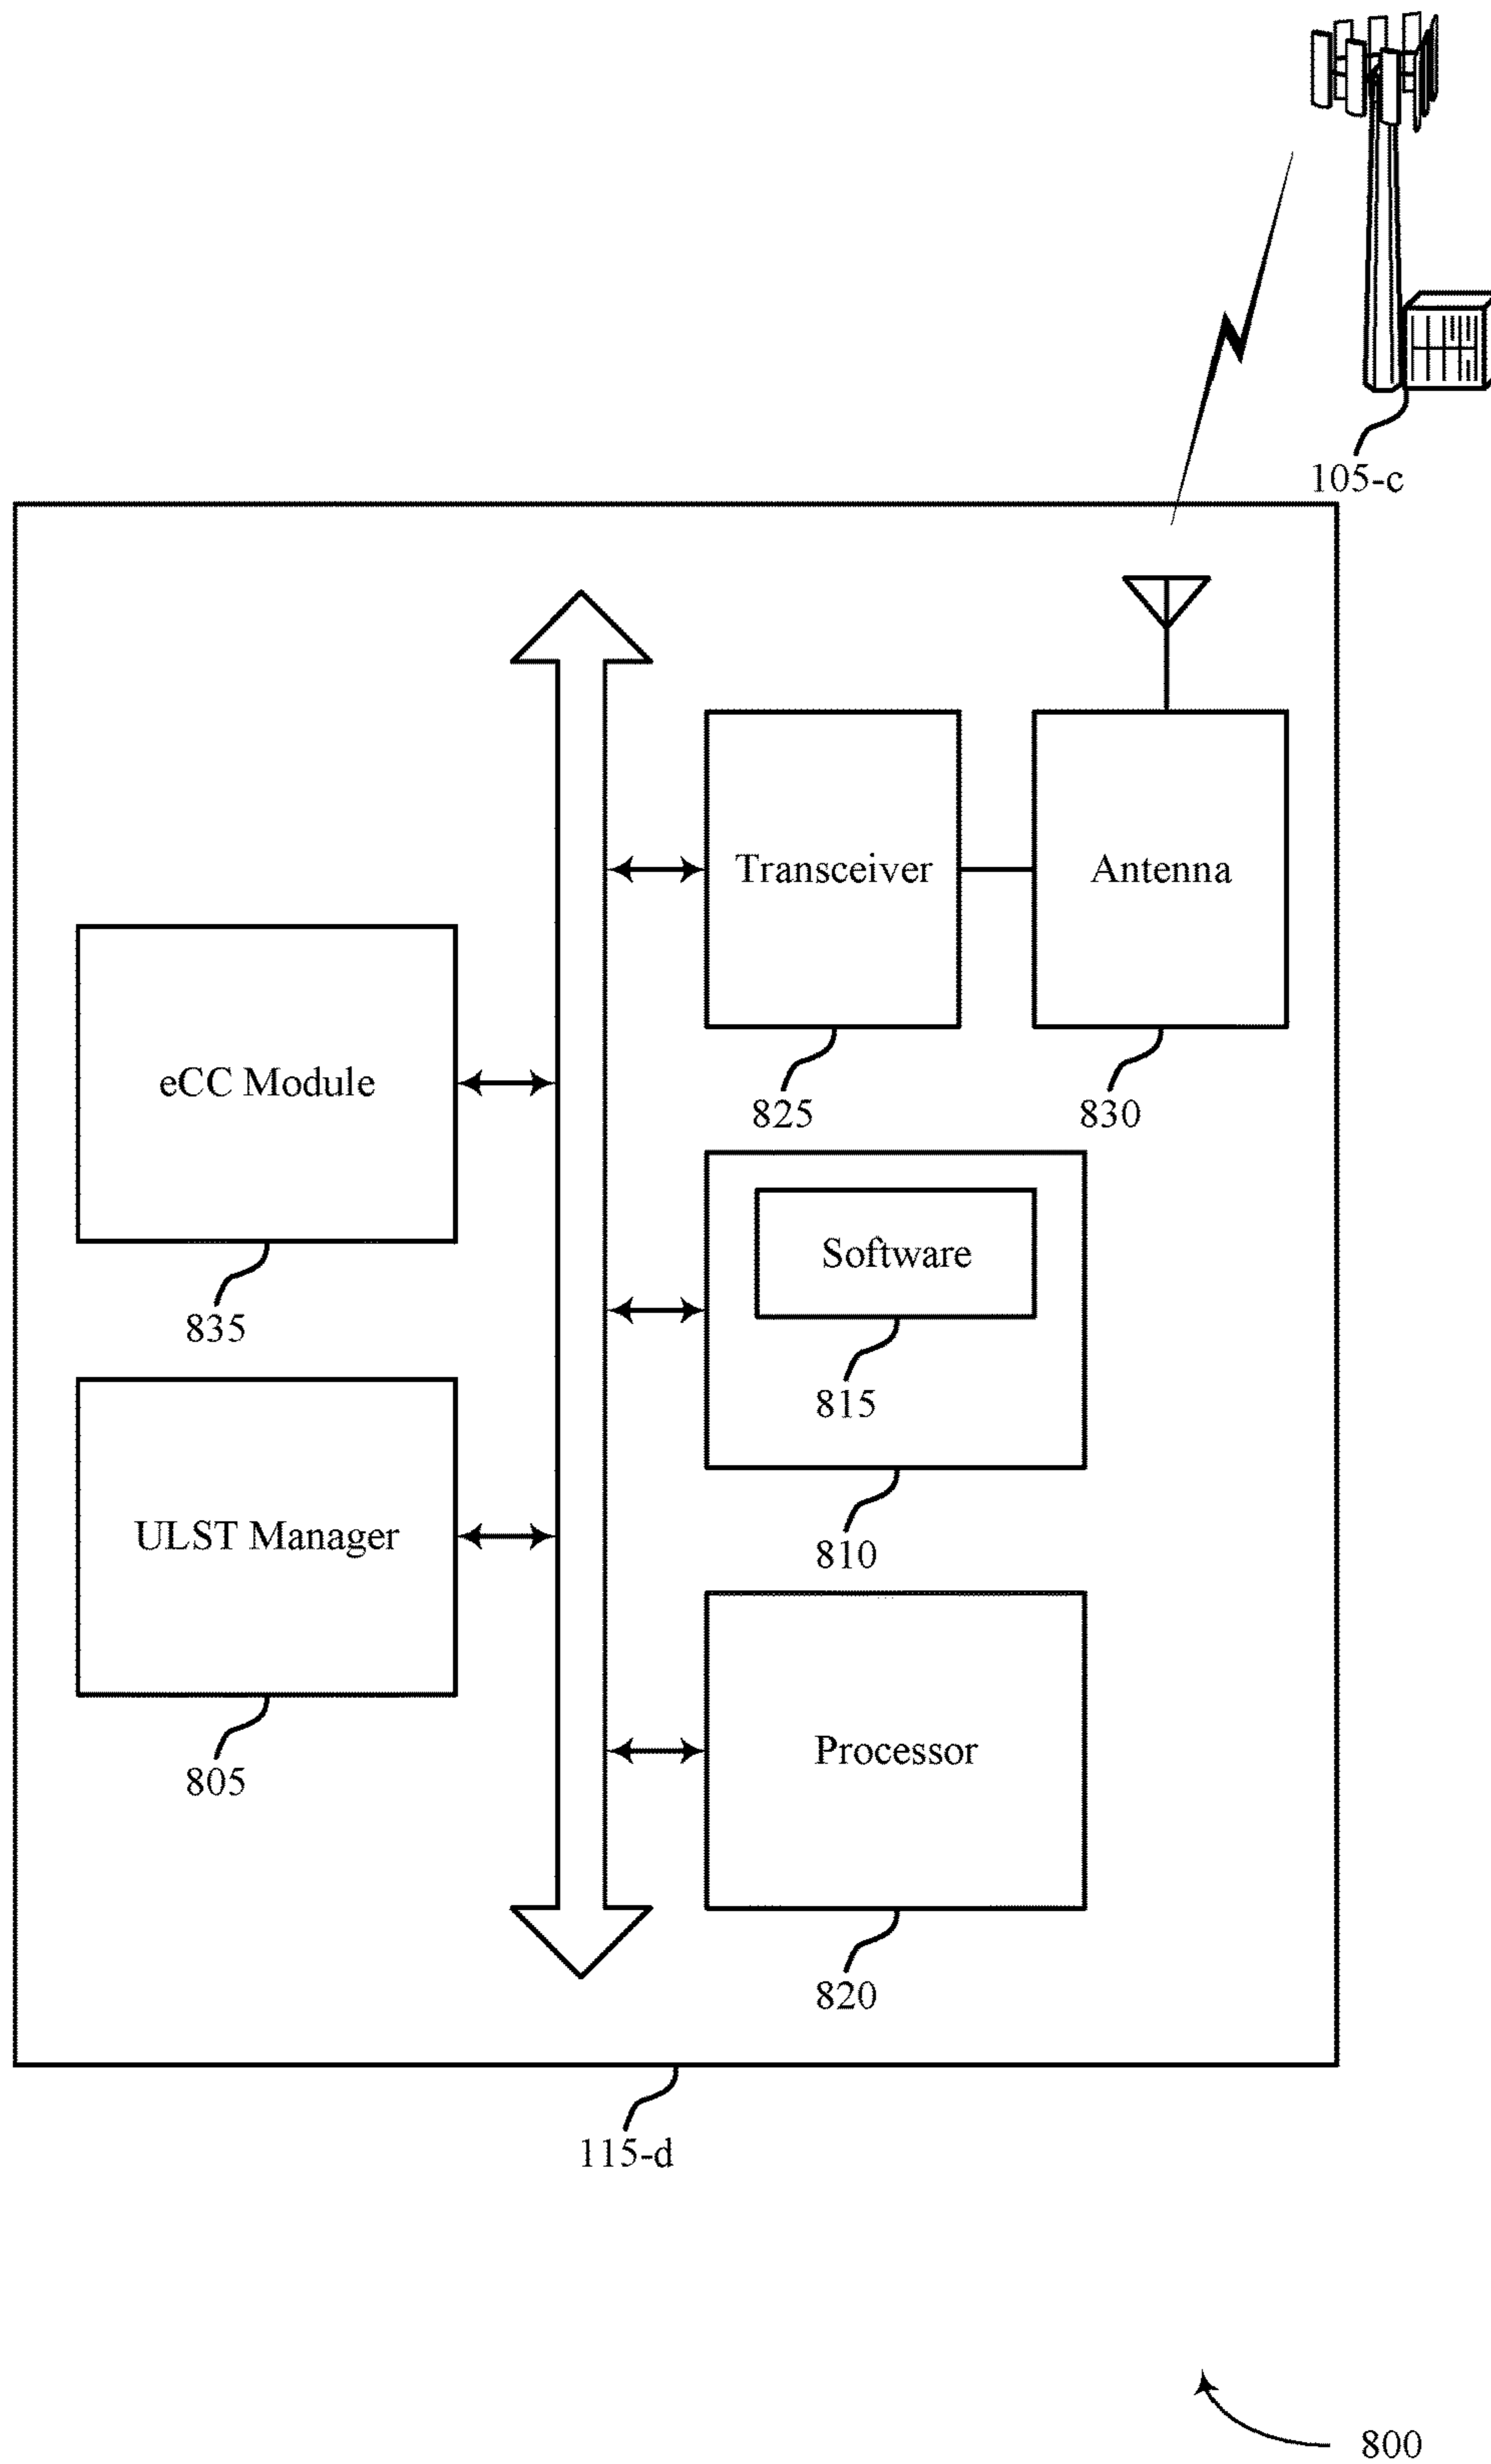 105-c
Transceiver
Antenna
eCC Module
825
830
Software
835
815
ULST Manager
810
Processor
805
820
115-d
800